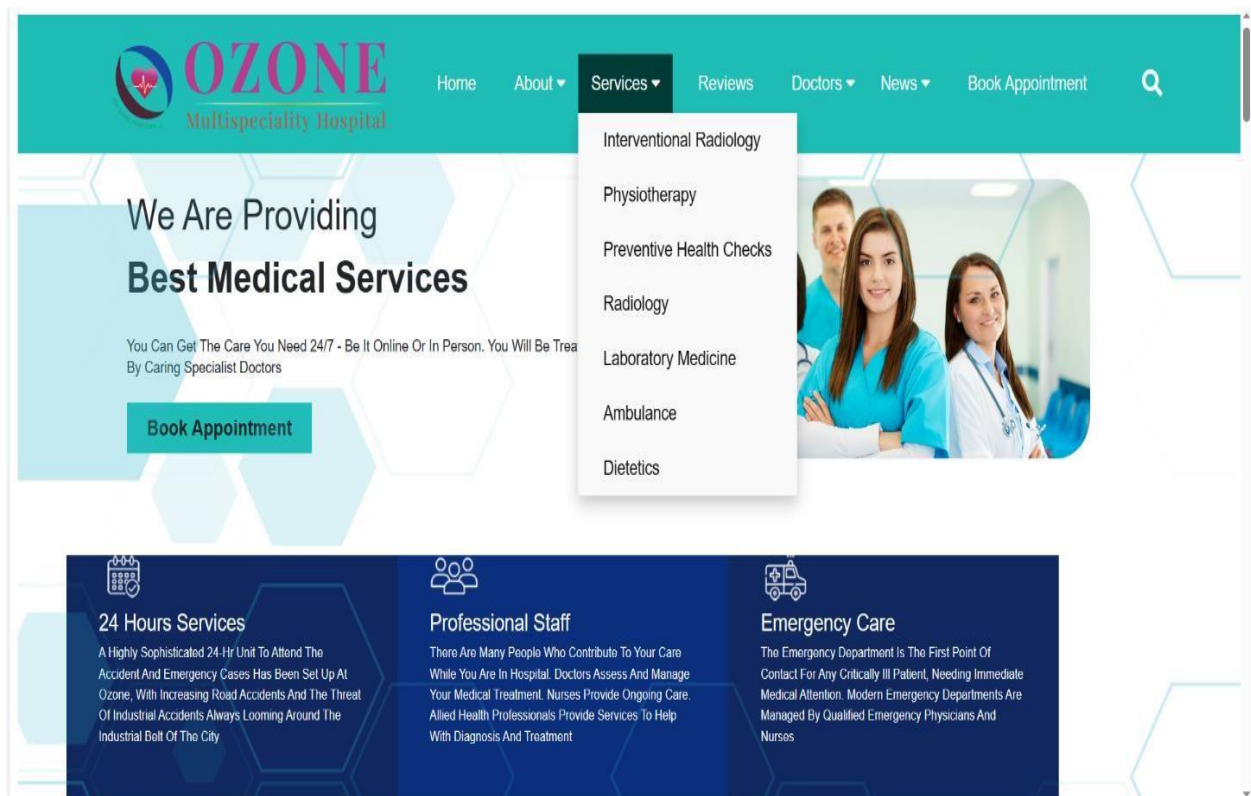 OZONE
Multispeciality Hospital
Home About Services Reviews Doctors News Book Appointment
Interventional Radiology
Physiotherapy
Preventive Health Checks
Radiology
Laboratory Medicine
Ambulance
Dietetics
We Are Providing
Best Medical Services
You Can Get The Care You Need 24/7 - Be It Online Or In Person. You Will Be Trea
By Caring Specialist Doctors
Book Appointment
24 Hours Services
A Highly Sophisticated 24-Hr Unit To Attend The
Accident And Emergency Cases Has Been Set Up At
Ozone, With Increasing Road Accidents And The Threat
Of Industrial Accidents Always Looming Around The
Industrial Belt Of The City
Professional Staff
There Are Many People Who Contribute To Your Care
While You Are In Hospital. Doctors Assess And Manage
Your Medical Treatment. Nurses Provide Ongoing Care.
Allied Health Professionals Provide Services To Help
With Diagnosis And Treatment
Emergency Care
The Emergency Department Is The First Point Of
Contact For Any Critically Ill Patient, Needing Immediate
Medical Attention. Modern Emergency Departments Are
Managed By Qualified Emergency Physicians And
Nurses